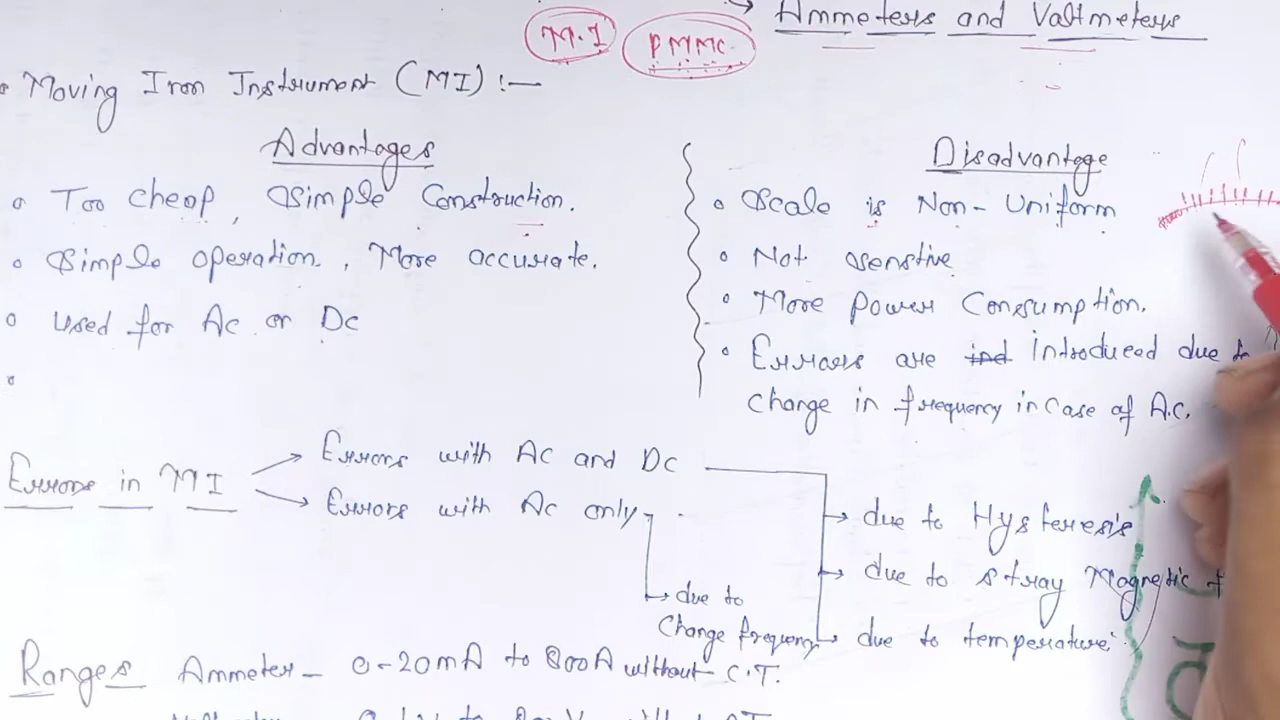 Ammeters and Voltmeters
M.I PMMC
Moving Iron Instrument (MI) :-
Advantages
Too cheap, Simple Construction.
Simple operation, More accurate.
Used for Ac or Dc
Disadvantage
Scale is Non-Uniform
Not senstive
More power Consumption.
Errors are ind introduced due to
change in frequency in case of A.C.
Errors in MI
Errors with Ac and Dc
Errors with Ac only
due to
Change frequency
due to Hysteresis
due to stray Magnetic
due to temperature
Ranges Ammeter - 0-20mA to 800A without C.T.